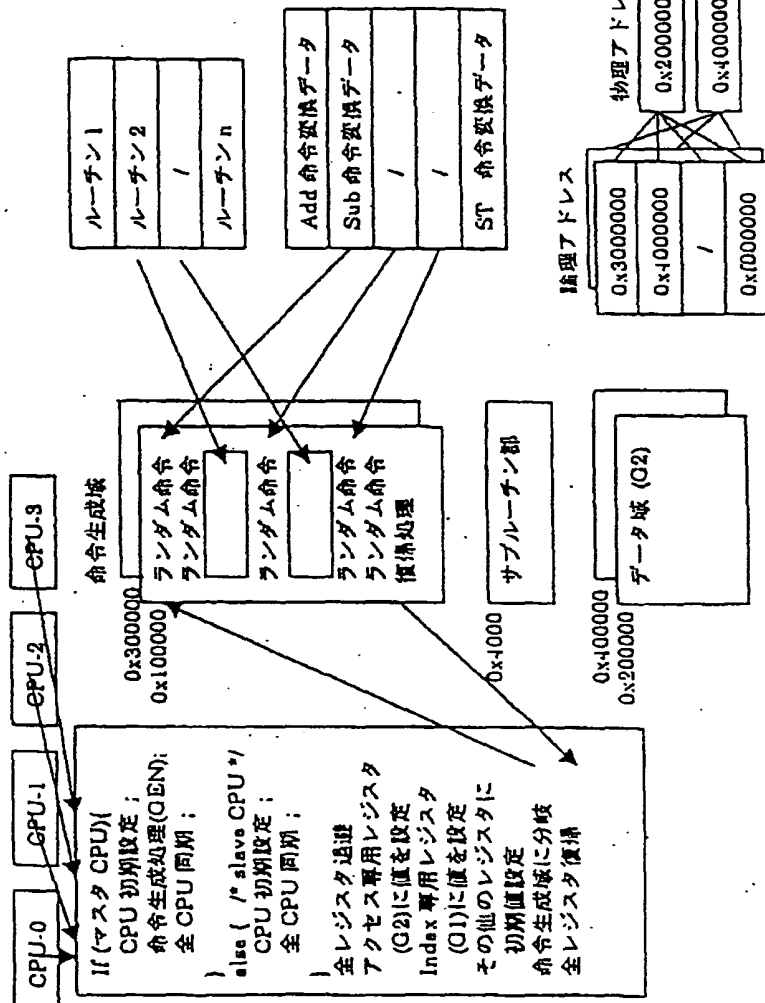 CPU-0
CPU-1
CPU-2
CPU-3
If (マスタ CPU){
CPU 初期設定 ;
命令生成処理(QEN);
全 CPU 同期 ;
}
else { /* slave CPU */
CPU 初期設定 ;
全 CPU 同期 ;
}
全レジスタ退避
アクセス専用レジスタ
(G2)に値を設定
Index 専用レジスタ
(G1)に値を設定
その他のレジスタに
初期値設定
命令生成域に分岐
全レジスタ復帰
命令生成域
0x300000
0x100000
ランダム命令
ランダム命令
ランダム命令
ランダム命令
ランダム命令
復帰処理
0x4000
サブルーチン部
0x400000
0x200000
データ域 (G2)
ルーチン1
ルーチン2
/
ルーチンn
Add 命令変換データ
Sub 命令変換データ
/
/
ST 命令変換データ
論理アドレス
0x3000000
0x4000000
/
0xf000000
物理アドレ
0x200000
0x400000